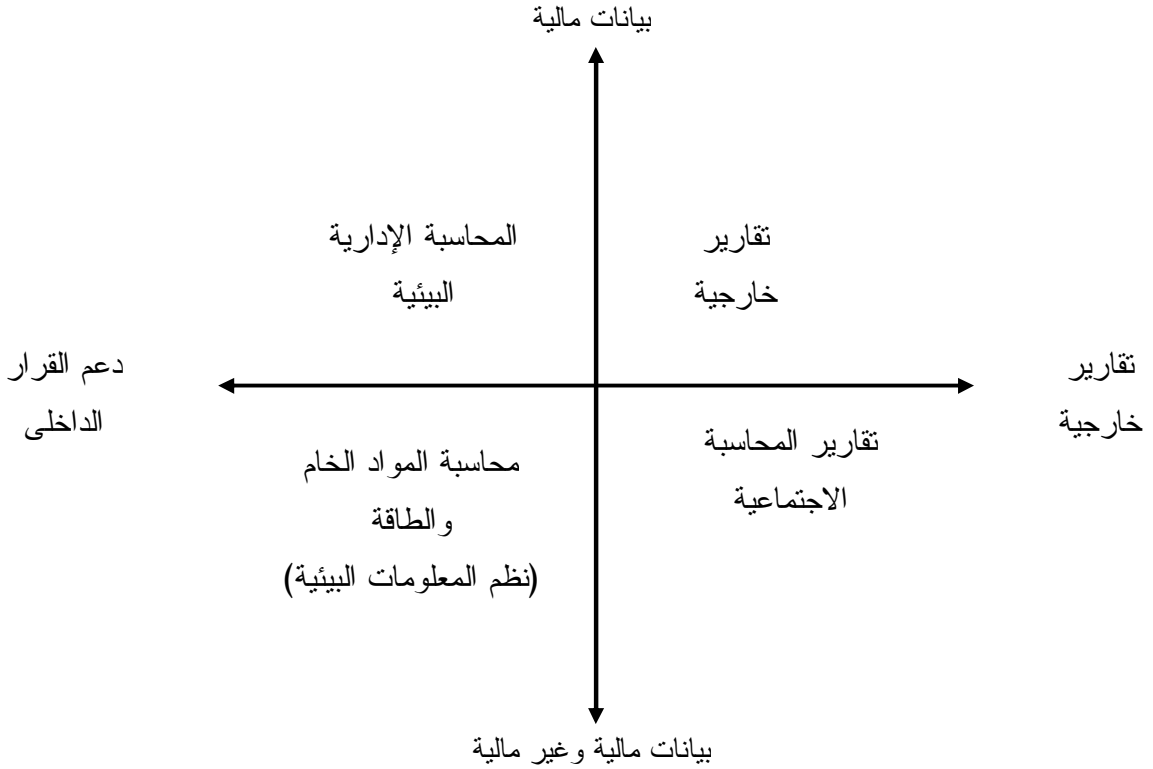 بيانات مالية
تقارير
خارجية
المحاسبة الإدارية
البيئية
تقارير
خارجية
دعم القرار
الداخلى
تقارير المحاسبة
الاجتماعية
محاسبة المواد الخام
والطاقة
(نظم المعلومات البيئية)
بيانات مالية وغير مالية